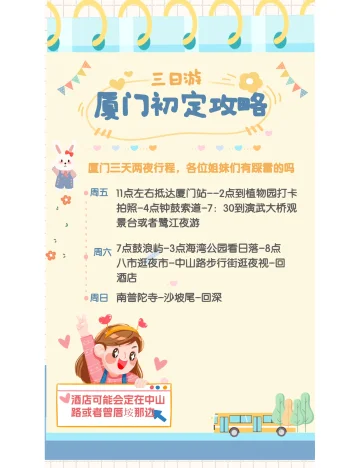 三日游
厦门初定攻略
厦门三天两夜行程，各位姐妹们有踩雷的吗
周五
11点左右抵达厦门站--2点到植物园打卡
拍照-4点钟鼓索道-7：30到演武大桥观
景台或者鹭江夜游
周六
7点鼓浪屿-3点海湾公园看日落-8点
八市逛夜市-中山路步行街逛夜视-回
酒店
周日
南普陀寺-沙坡尾-回深
酒店可能会定在中山
路或者曾厝垵那边